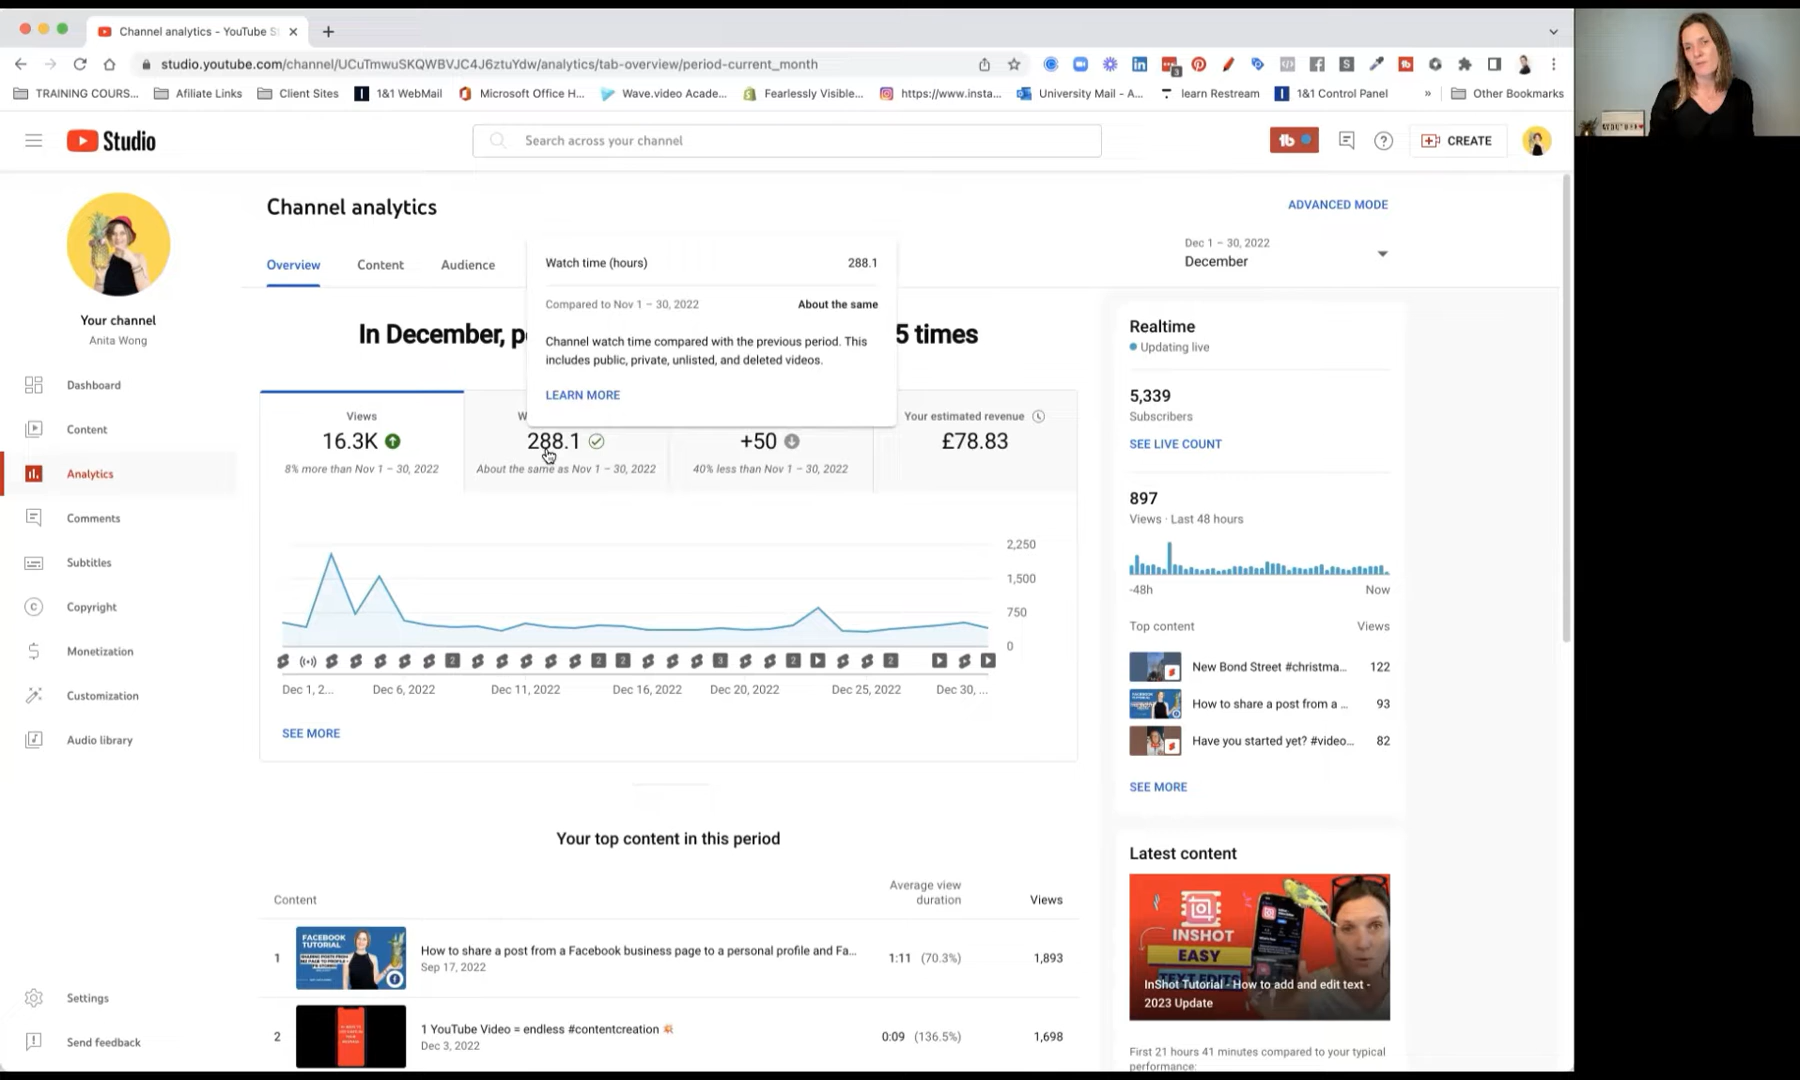 Channel analytics - YouTube S
studio.youtube.com/channel/UCuTmwuSKQWBVJC4J6ztuYdw/analytics/tab-overview/period-current_month
TRAINING COURS...
Afiliate Links
Client Sites
1&1 WebMail
Microsoft Office H...
Wave.video Acade...
Fearlessly Visible...
https://www.insta...
University Mail - A...
learn Restream
1&1 Control Panel
»
Other Bookmarks
Studio
Search across your channel
CREATE
Your channel
Anita Wong
Dashboard
Content
Analytics
Comments
Subtitles
Copyright
Monetization
Customization
Audio library
Settings
Send feedback
Channel analytics
ADVANCED MODE
Overview
Content
Audience
Dec 1 – 30, 2022
December
In December, p
5 times
Watch time (hours) 288.1
Compared to Nov 1 – 30, 2022 About the same
Channel watch time compared with the previous period. This
includes public, private, unlisted, and deleted videos.
LEARN MORE
Views
16.3K
8% more than Nov 1 – 30, 2022
W
288.1
About the same as Nov 1 – 30, 2022
+50
40% less than Nov 1 – 30, 2022
Your estimated revenue
£78.83
2,250
1,500
750
0
2 2 2 3 2 2
Dec 1, 2... Dec 6, 2022 Dec 11, 2022 Dec 16, 2022 Dec 20, 2022 Dec 25, 2022 Dec 30, ...
SEE MORE
Your top content in this period
Content
Average view
duration
Views
1
FACEBOOK
TUTORIAL
How to share a post from a Facebook business page to a personal profile and Fa...
Sep 17, 2022
1:11 (70.3%) 1,893
2
1 YouTube Video = endless #contentcreation
Dec 3, 2022
0:09 (136.5%) 1,698
Realtime
Updating live
5,339
Subscribers
SEE LIVE COUNT
897
Views · Last 48 hours
-48h Now
Top content Views
New Bond Street #christma... 122
How to share a post from a ... 93
Have you started yet? #video... 82
SEE MORE
Latest content
INSHOT
EASY
TEXT EDITS
InShot Tutorial - How to add and edit text -
2023 Update
First 21 hours 41 minutes compared to your typical
performance: